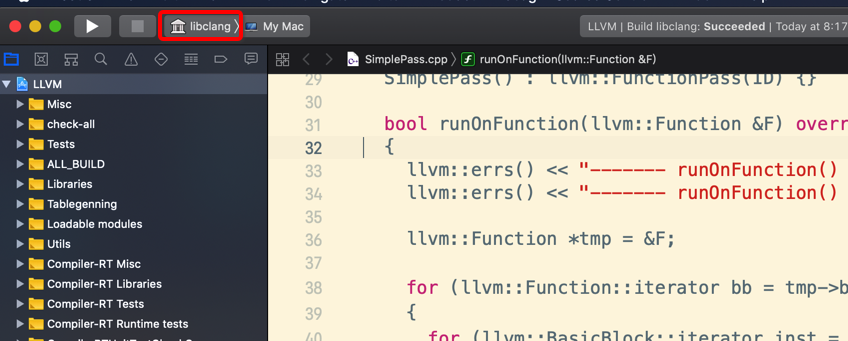 libclang My Mac LLVM | Build libclang: Succeeded | Today at 8:17
SimplePass.cpp runOnFunction(llvm::Function &F)
LLVM
Misc
check-all
Tests
ALL_BUILD
Libraries
Tablegenning
Loadable modules
Utils
Compiler-RT Misc
Compiler-RT Libraries
Compiler-RT Tests
Compiler-RT Runtime tests
29 SimplePass() : llvm::FunctionPass(ID) {}
30
31 bool runOnFunction(llvm::Function &F) overr
32 {
33 llvm::errs() << "------- runOnFunction()
34 llvm::errs() << "------- runOnFunction()
35
36 llvm::Function *tmp = &F;
37
38 for (llvm::Function::iterator bb = tmp->b
39 {
40 for (llvm::BasicBlock::iterator inst =